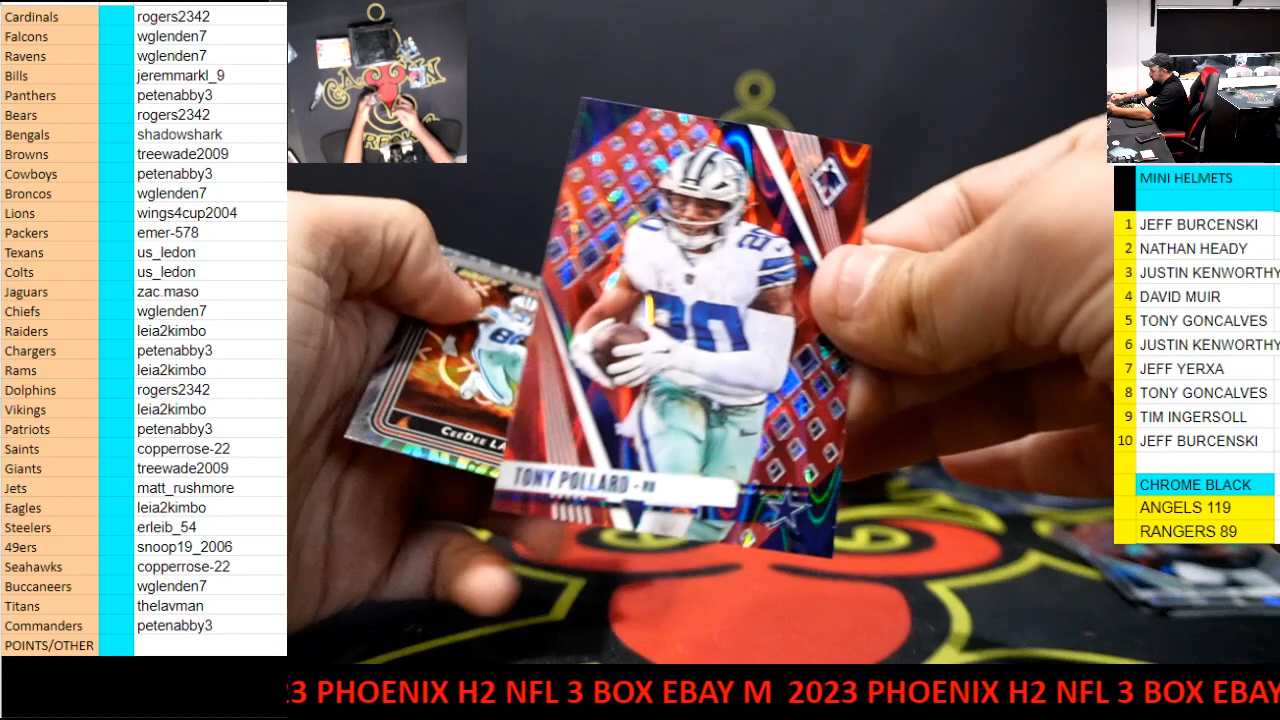 Cardinals rogers2342
Falcons wglenden7
Ravens wglenden7
Bills jeremmarkl_9
Panthers petenabby3
Bears rogers2342
Bengals shadowshark
Browns treewade2009
Cowboys petenabby3
Broncos wglenden7
Lions wings4cup2004
Packers emer-578
Texans us_ledon
Colts us_ledon
Jaguars zac.maso
Chiefs wglenden7
Raiders leia2kimbo
Chargers petenabby3
Rams leia2kimbo
Dolphins rogers2342
Vikings leia2kimbo
Patriots petenabby3
Saints copperrose-22
Giants treewade2009
Jets matt_rushmore
Eagles leia2kimbo
Steelers erleib_54
49ers snoop19_2006
Seahawks copperrose-22
Buccaneers wglenden7
Titans thelavman
Commanders petenabby3
POINTS/OTHER
20
20
TONY POLLARD - RB
CEEDEE
MINI HELMETS
1 JEFF BURCENSKI
2 NATHAN HEADY
3 JUSTIN KENWORTHY
4 DAVID MUIR
5 TONY GONCALVES
6 JUSTIN KENWORTHY
7 JEFF YERXA
8 TONY GONCALVES
9 TIM INGERSOLL
10 JEFF BURCENSKI
CHROME BLACK
ANGELS 119
RANGERS 89
23 PHOENIX H2 NFL 3 BOX EBAY M 2023 PHOENIX H2 NFL 3 BOX EBAY